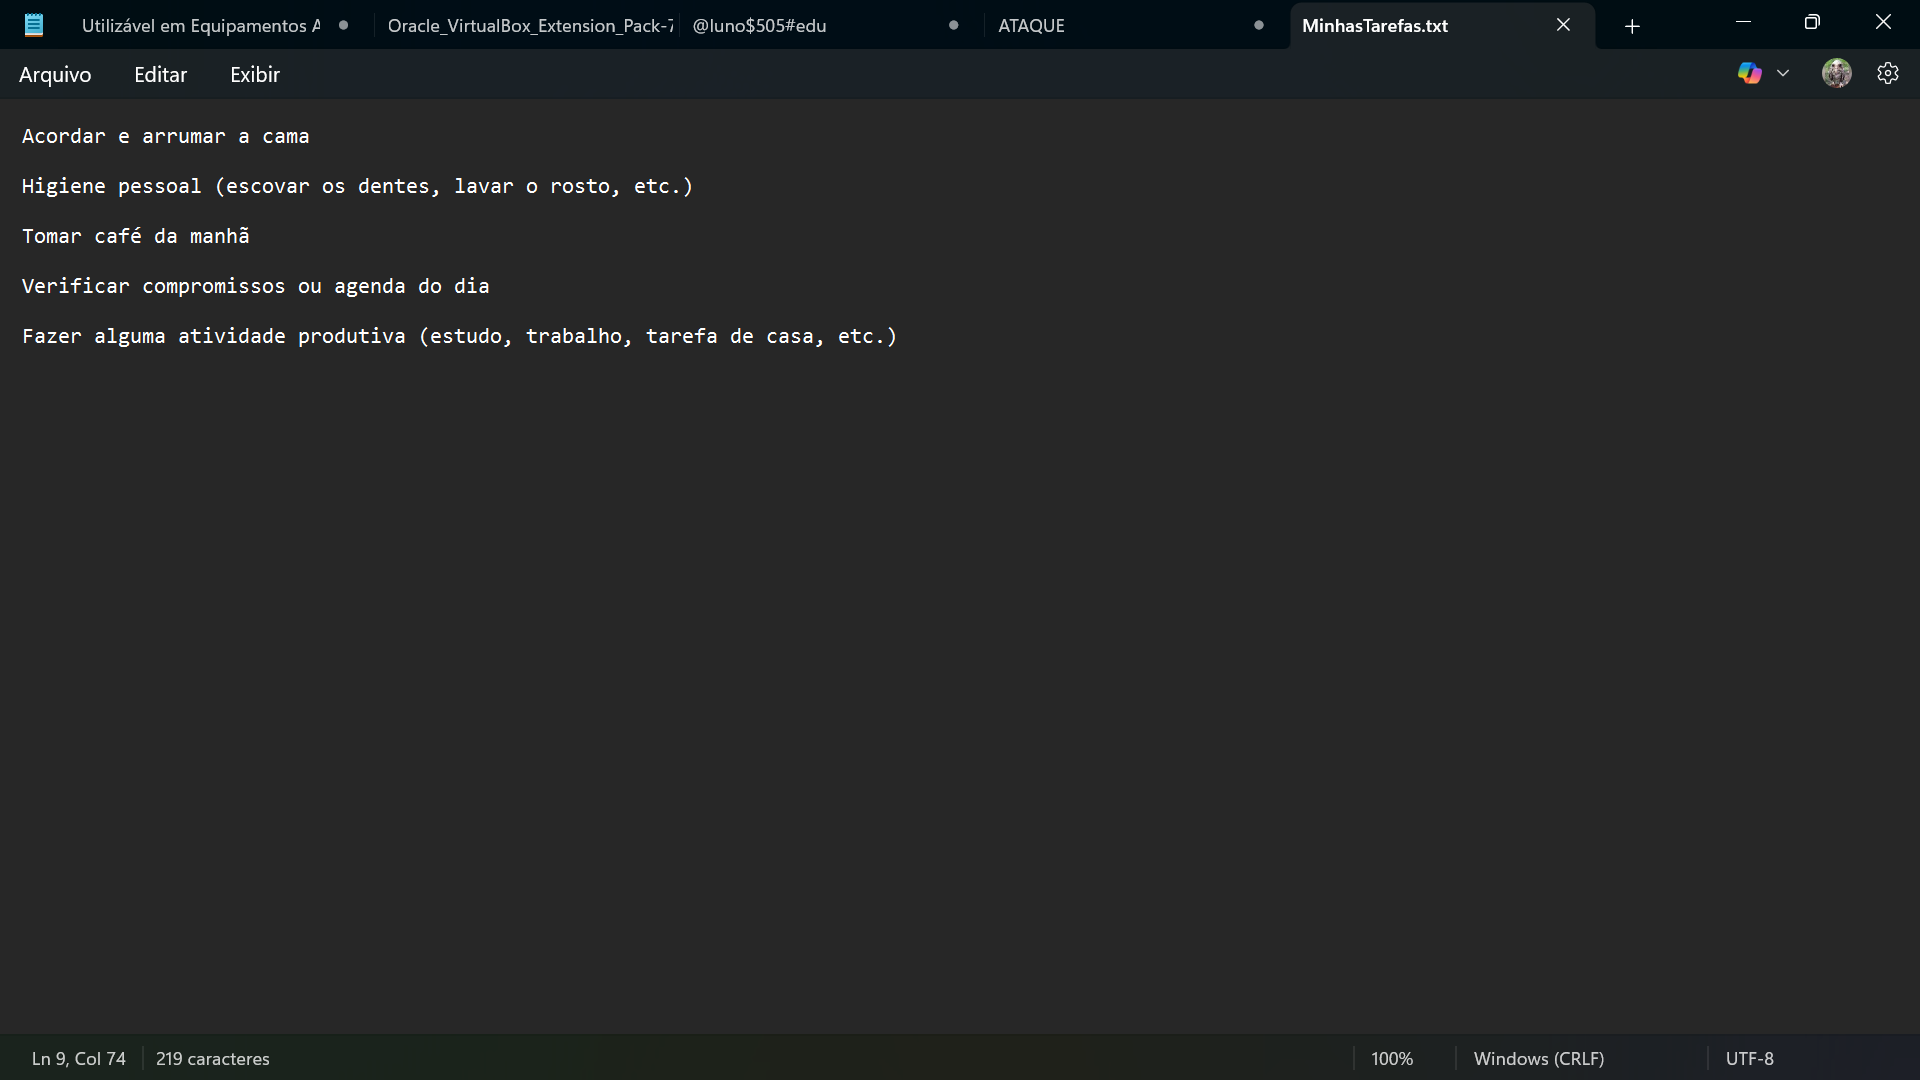 Utilizável em Equipamentos
Oracle_VirtualBox_Extension_Pack-7
@luno$505#edu
ATAQUE
MinhasTarefas.txt
Arquivo
Editar
Exibir
Acordar e arrumar a cama
Higiene pessoal (escovar os dentes, lavar o rosto, etc.)
Tomar café da manhã
Verificar compromissos ou agenda do dia
Fazer alguma atividade produtiva (estudo, trabalho, tarefa de casa, etc.)
Ln 9, Col 74
219 caracteres
100%
Windows (CRLF)
UTF-8